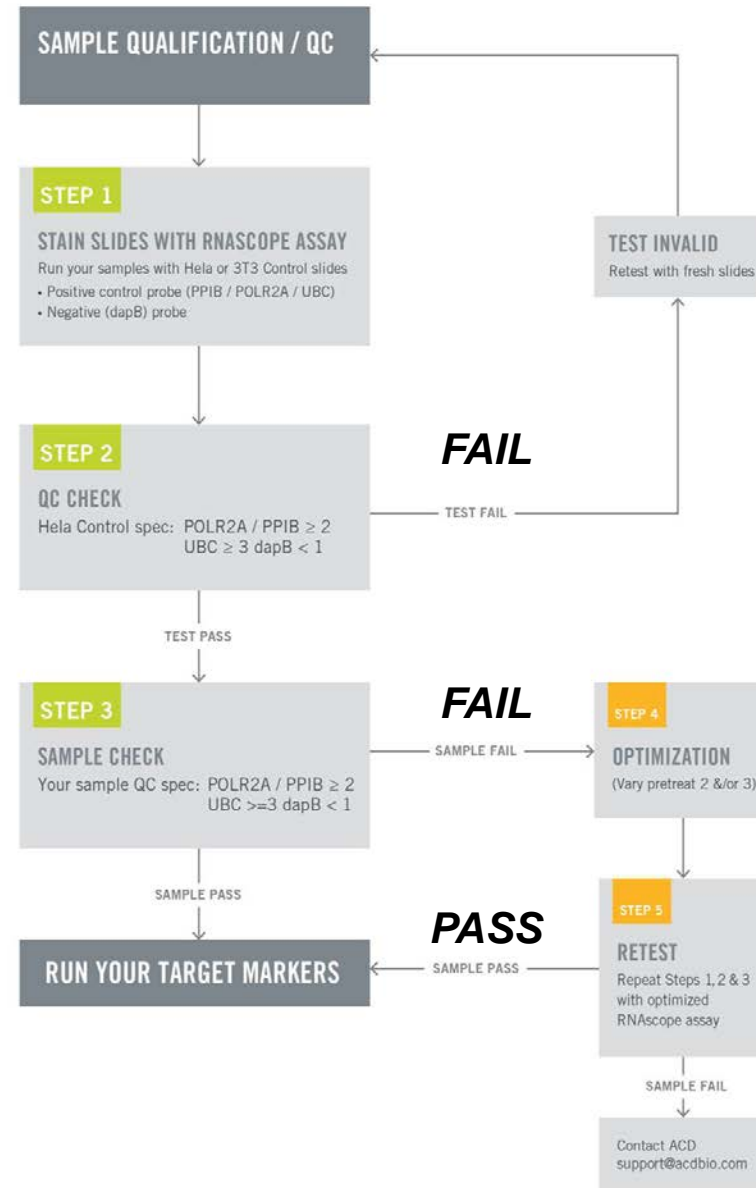 SAMPLE QUALIFICATION / QC
STEP 1
STAIN SLIDES WITH RNASCOPE ASSAY
Run your samples with Hela or 3T3 Control slides
• Positive control probe (PPIB / POLR2A / UBC)
• Negative (dapB) probe
TEST INVALID
Retest with fresh slides
STEP 2
QC CHECK
Hela Control spec: POLR2A / PPIB ≥ 2
UBC ≥ 3 dapB < 1
FAIL
TEST FAIL
TEST PASS
STEP 3
SAMPLE CHECK
Your sample QC spec: POLR2A / PPIB ≥ 2
UBC >=3 dapB < 1
FAIL
SAMPLE FAIL
STEP 4
OPTIMIZATION
(Vary pretreat 2 &/or 3)
SAMPLE PASS
RUN YOUR TARGET MARKERS
PASS
SAMPLE PASS
STEP 5
RETEST
Repeat Steps 1,2 & 3
with optimized
RNAscope assay
SAMPLE FAIL
Contact ACD
support@acdbio.com